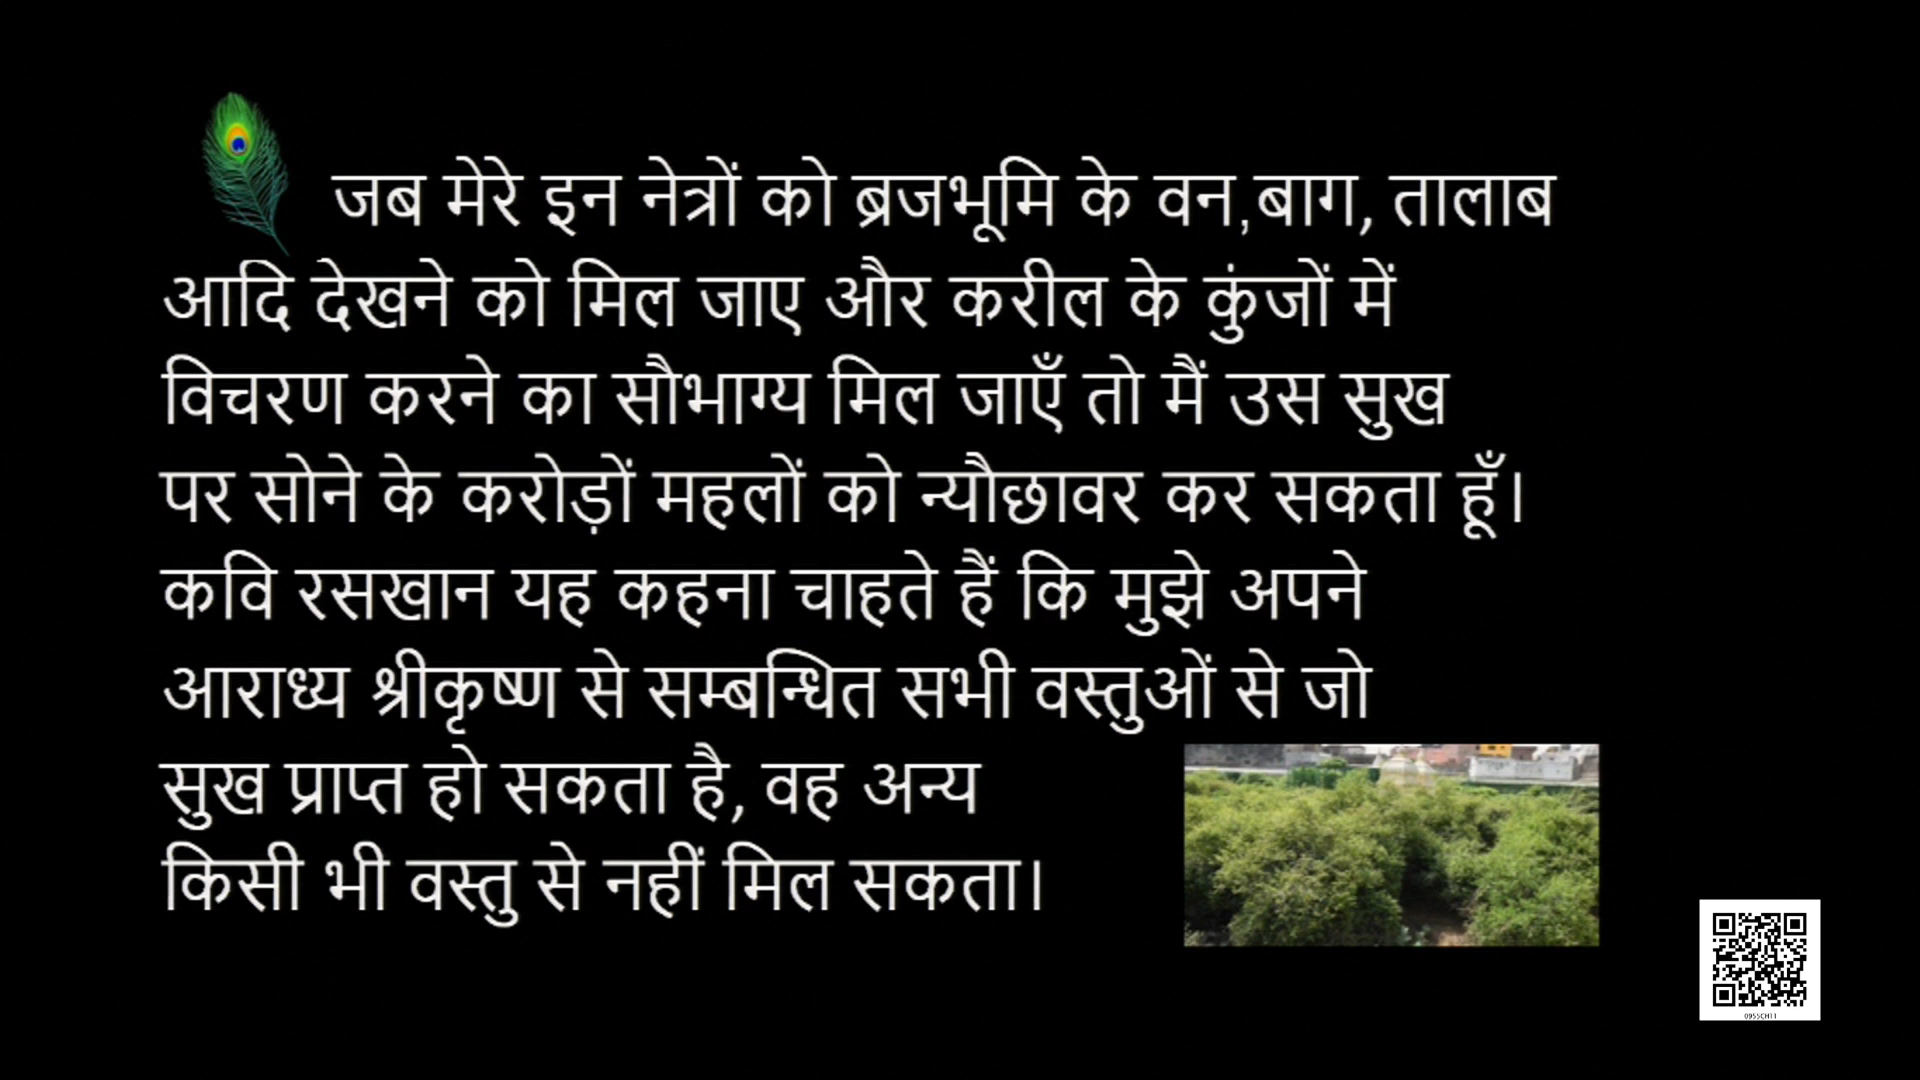 जब मेरे इन नेत्रों को ब्रजभूमि के वन,बाग, तालाब
आदि देखने को मिल जाए और करील के कुंजों में
विचरण करने का सौभाग्य मिल जाएँ तो मैं उस सुख
पर सोने के करोड़ों महलों को न्यौछावर कर सकता हूँ।
कवि रसखान यह कहना चाहते हैं कि मुझे अपने
आराध्य श्रीकृष्ण से सम्बन्धित सभी वस्तुओं से जो
सुख प्राप्त हो सकता है, वह अन्य
किसी भी वस्तु से नहीं मिल सकता।
0955CH11